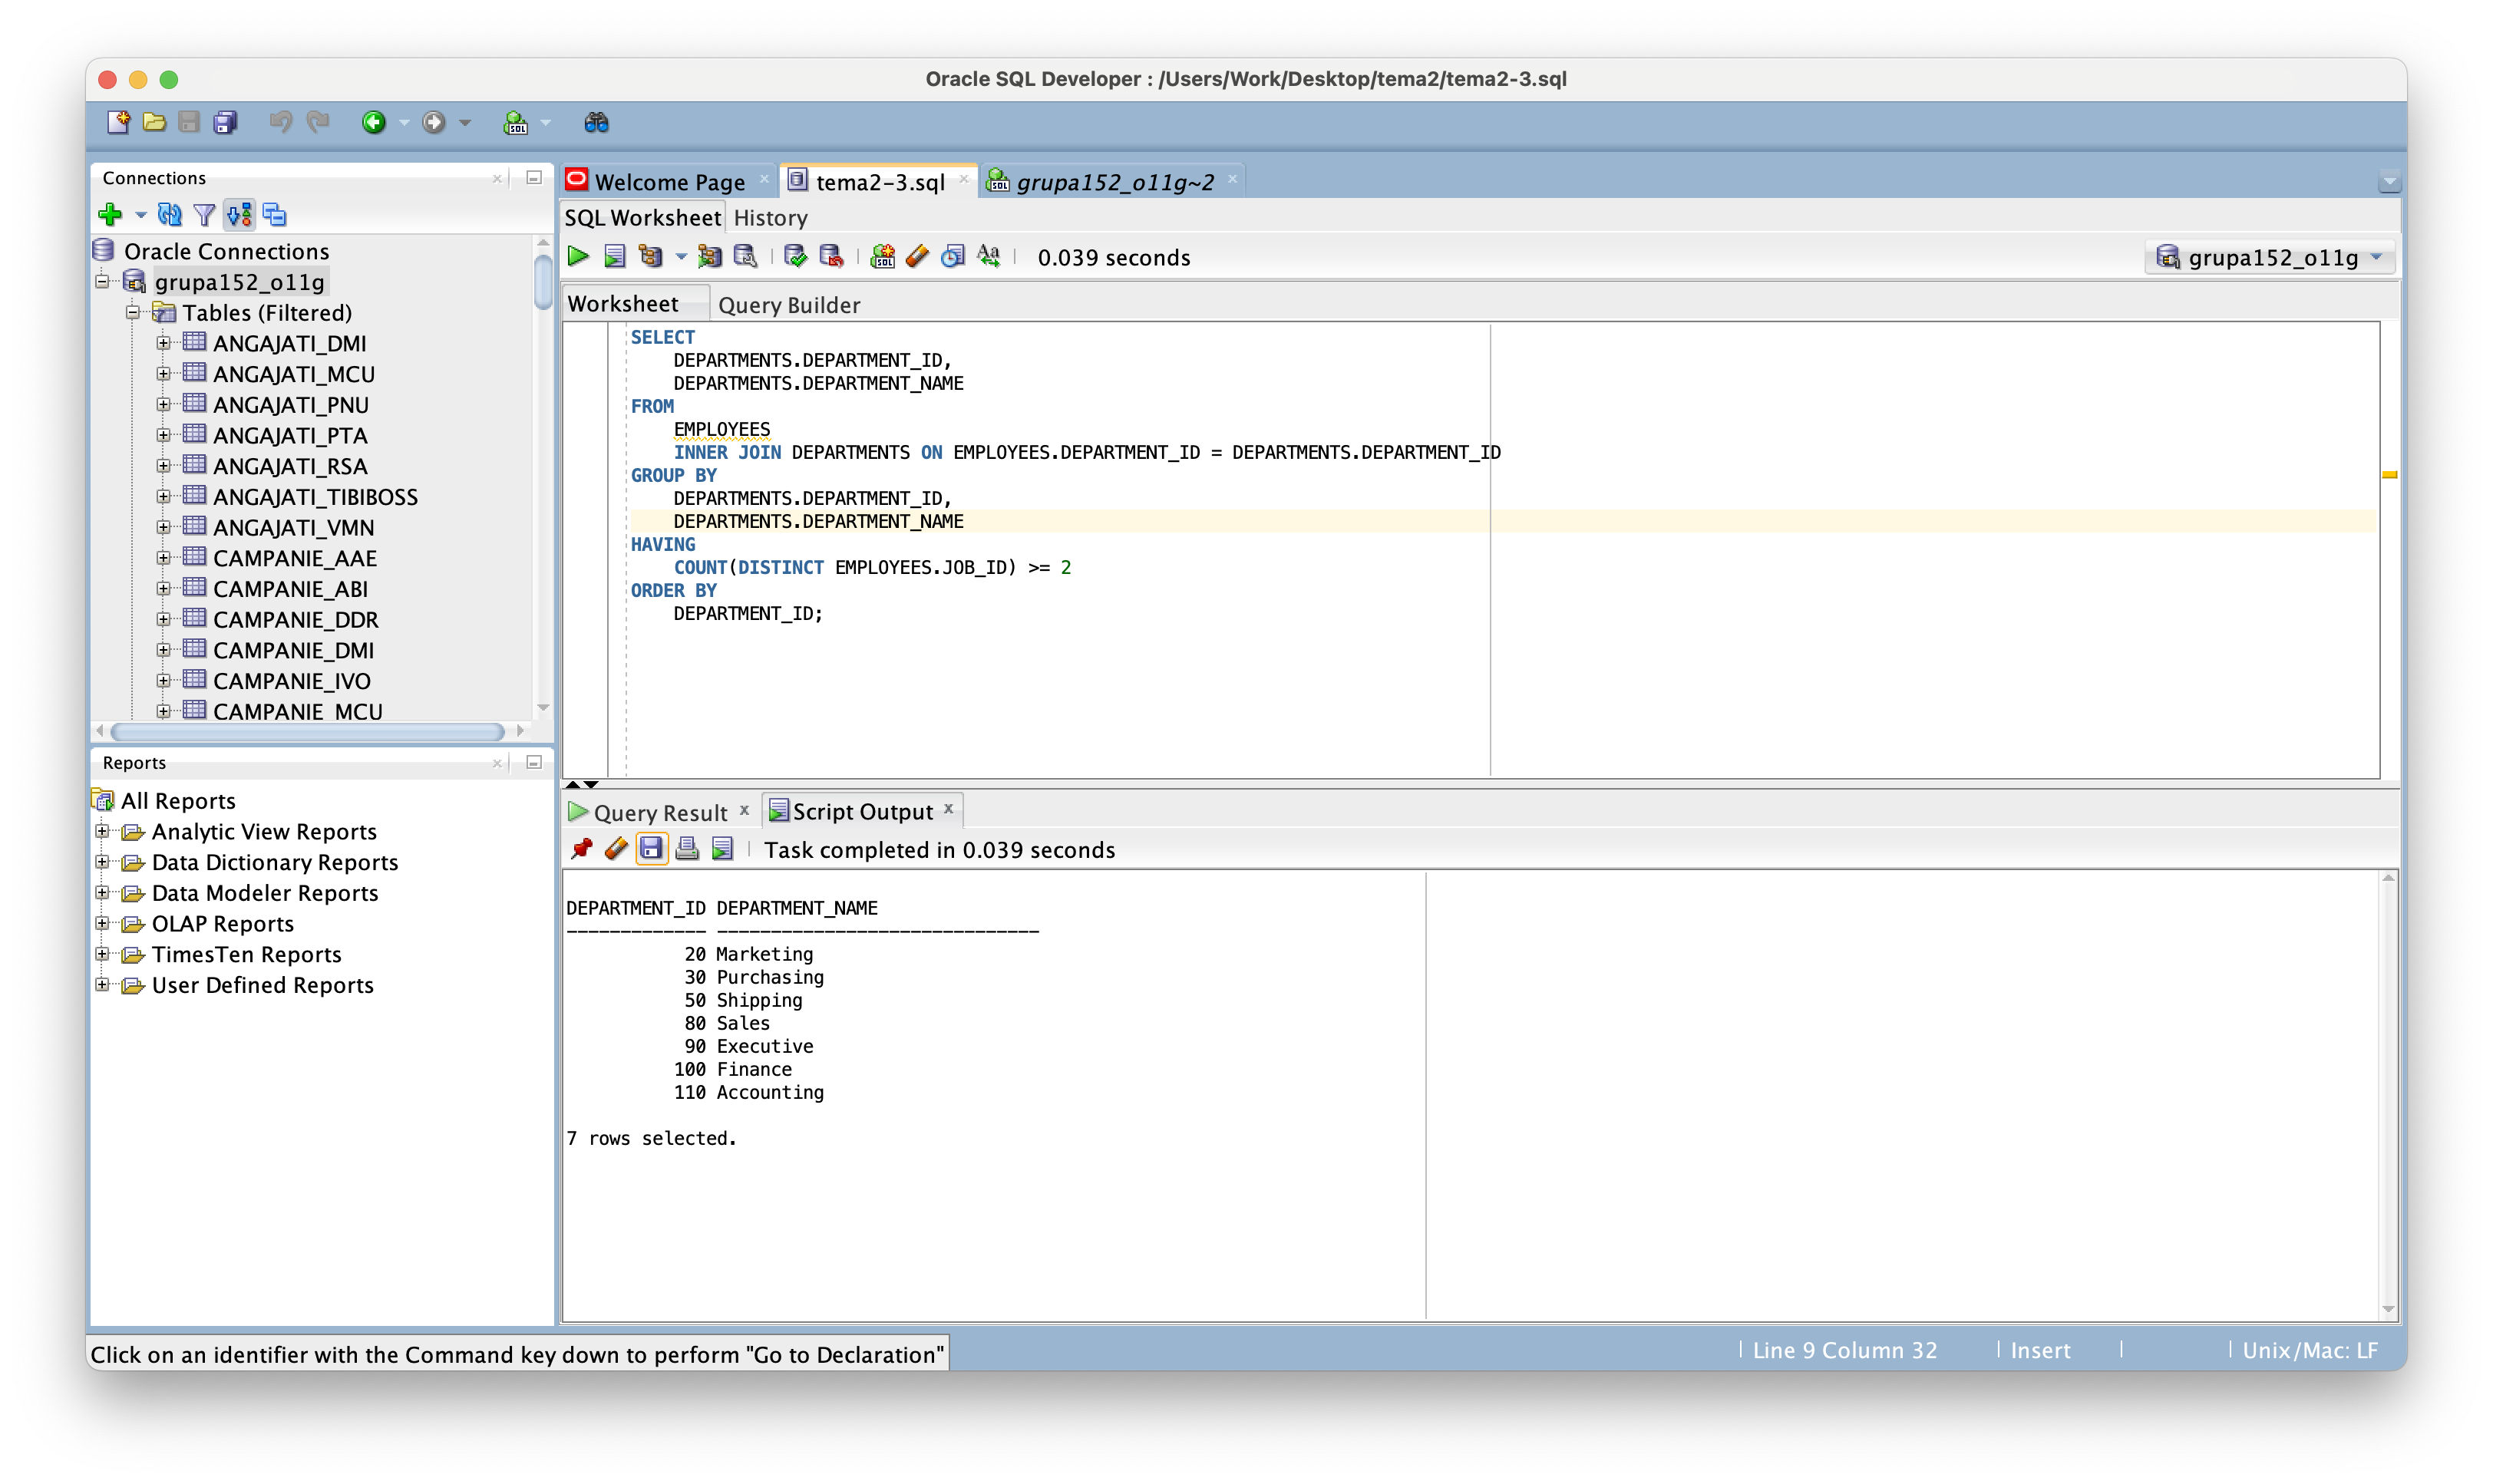 Oracle SQL Developer : /Users/Work/Desktop/tema2/tema2-3.sql
Connections
Oracle Connections
grupa152_o11g
Tables (Filtered)
ANGAJATI_DMI
ANGAJATI_MCU
ANGAJATI_PNU
ANGAJATI_PTA
ANGAJATI_RSA
ANGAJATI_TIBIBOSS
ANGAJATI_VMN
CAMPANIE_AAE
CAMPANIE_ABI
CAMPANIE_DDR
CAMPANIE_DMI
CAMPANIE_IVO
CAMPANIE_MCU
Reports
All Reports
Analytic View Reports
Data Dictionary Reports
Data Modeler Reports
OLAP Reports
TimesTen Reports
User Defined Reports
Welcome Page tema2-3.sql grupa152_o11g~2
SQL Worksheet History
0.039 seconds grupa152_o11g
Worksheet Query Builder
SELECT
DEPARTMENTS.DEPARTMENT_ID,
DEPARTMENTS.DEPARTMENT_NAME
FROM
EMPLOYEES
INNER JOIN DEPARTMENTS ON EMPLOYEES.DEPARTMENT_ID = DEPARTMENTS.DEPARTMENT_ID
GROUP BY
DEPARTMENTS.DEPARTMENT_ID,
DEPARTMENTS.DEPARTMENT_NAME
HAVING
COUNT(DISTINCT EMPLOYEES.JOB_ID) >= 2
ORDER BY
DEPARTMENT_ID;
Query Result Script Output
Task completed in 0.039 seconds
DEPARTMENT_ID DEPARTMENT_NAME
------------- ------------------------------
20 Marketing
30 Purchasing
50 Shipping
80 Sales
90 Executive
100 Finance
110 Accounting
7 rows selected.
Click on an identifier with the Command key down to perform "Go to Declaration"
Line 9 Column 32 Insert Unix/Mac: LF